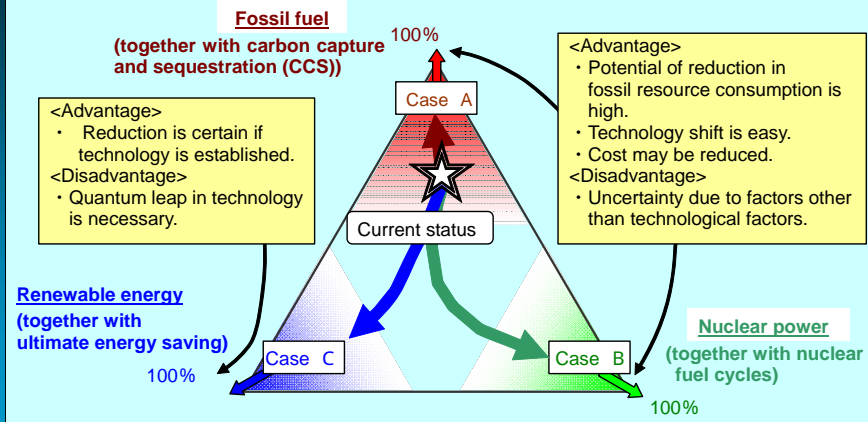 Fossil fuel
(together with carbon capture
and sequestration (CCS))
100%
<Advantage>
・ Reduction is certain if
technology is established.
<Disadvantage>
・Quantum leap in technology
is necessary.
<Advantage>
・Potential of reduction in
fossil resource consumption is
high.
・Technology shift is easy.
・Cost may be reduced.
<Disadvantage>
・Uncertainty due to factors other
than technological factors.
Case A
Current status
Renewable energy
(together with
ultimate energy saving)
100%
Case C
Case B
Nuclear power
(together with nuclear
fuel cycles)
100%